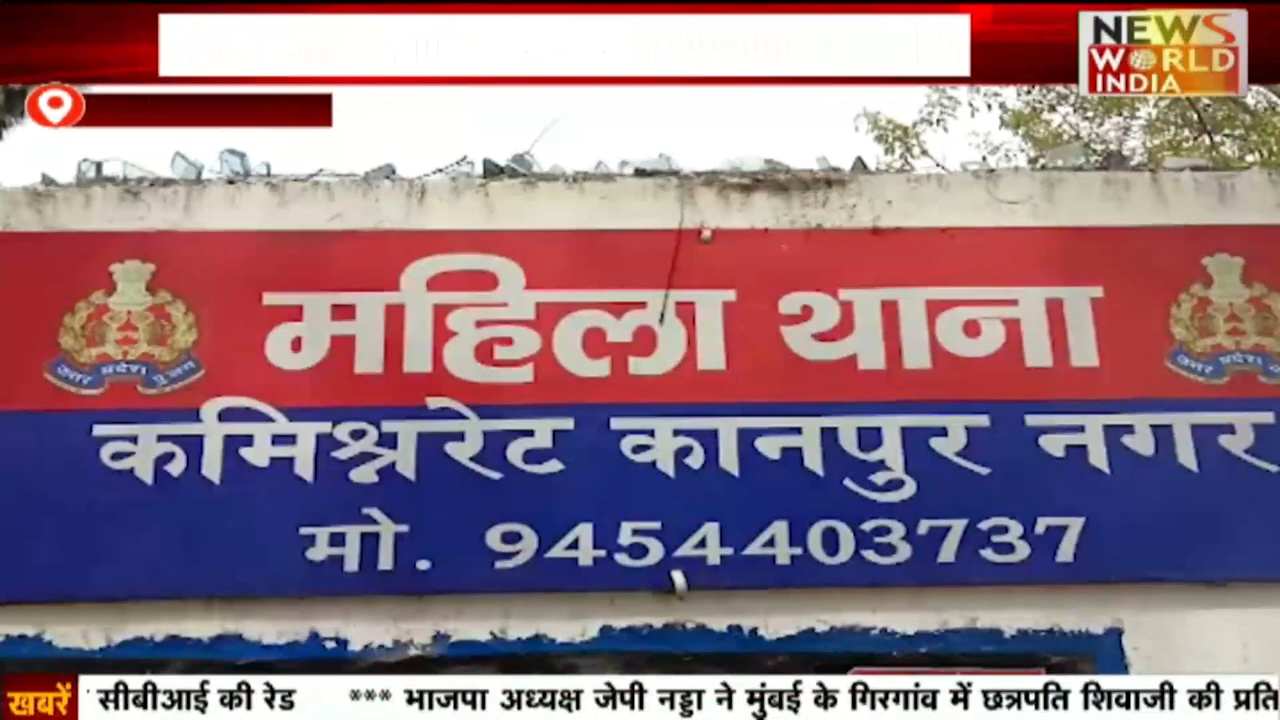 NEWS
WORLD
INDIA
महिला थाना
कमिश्नरेट कानपुर नगर
मो. 9454403737
खबरें सीबीआई की रेड *** भाजपा अध्यक्ष जेपी नड्डा ने मुंबई के गिरगांव में छत्रपति शिवाजी की प्रति